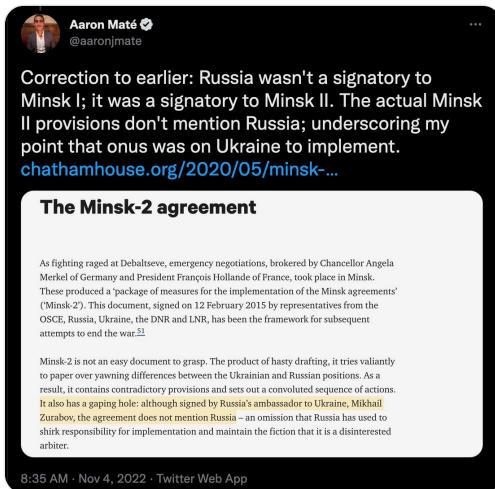 Aaron Maté
@aaronjmate
Correction to earlier: Russia wasn't a signatory to
Minsk I; it was a signatory to Minsk II. The actual Minsk
II provisions don't mention Russia; underscoring my
point that onus was on Ukraine to implement.
chathamhouse.org/2020/05/minsk-...
The Minsk-2 agreement
As fighting raged at Debaltseve, emergency negotiations, brokered by Chancellor Angela
Merkel of Germany and President François Hollande of France, took place in Minsk.
These produced a ‘package of measures for the implementation of the Minsk agreements’
(‘Minsk-2’). This document, signed on 12 February 2015 by representatives from the
OSCE, Russia, Ukraine, the DNR and LNR, has been the framework for subsequent
attempts to end the war.51
Minsk-2 is not an easy document to grasp. The product of hasty drafting, it tries valiantly
to paper over yawning differences between the Ukrainian and Russian positions. As a
result, it contains contradictory provisions and sets out a convoluted sequence of actions.
It also has a gaping hole: although signed by Russia’s ambassador to Ukraine, Mikhail
Zurabov, the agreement does not mention Russia – an omission that Russia has used to
shirk responsibility for implementation and maintain the fiction that it is a disinterested
arbiter.
8:35 AM · Nov 4, 2022 · Twitter Web App